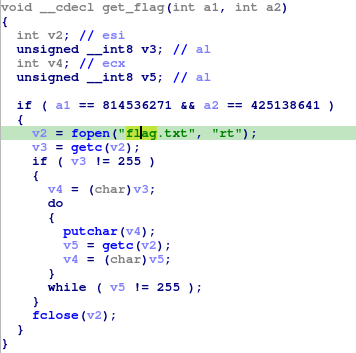 void __cdecl get_flag(int a1, int a2)
{
  int v2; // esi
  unsigned __int8 v3; // al
  int v4; // ecx
  unsigned __int8 v5; // al

  if ( a1 == 814536271 && a2 == 425138641 )
  {
    v2 = fopen("flag.txt", "rt");
    v3 = getc(v2);
    if ( v3 != 255 )
    {
      v4 = (char)v3;
      do
      {
        putchar(v4);
        v5 = getc(v2);
        v4 = (char)v5;
      }
      while ( v5 != 255 );
    }
    fclose(v2);
  }
}